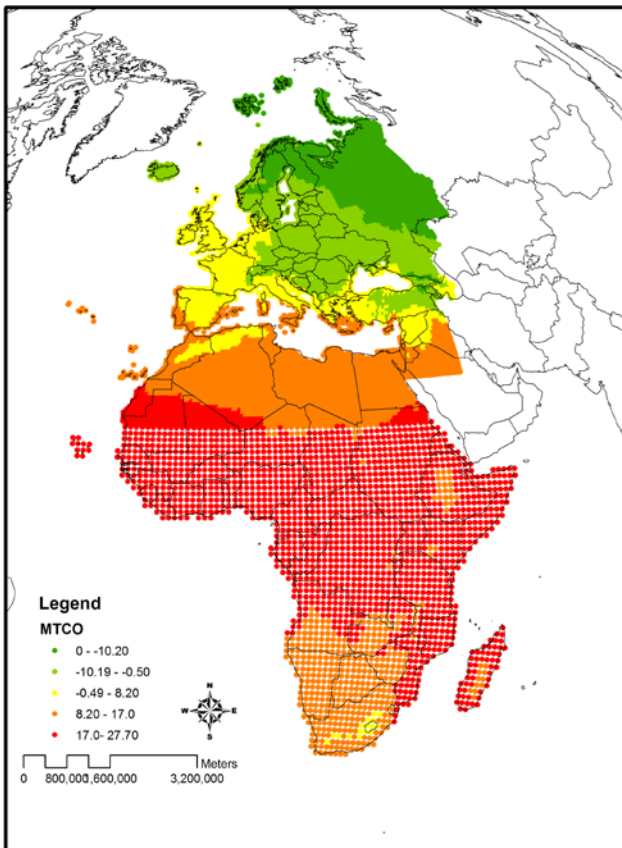 Legend
MTCO
0 - -10.20
-10.19 - -0.50
-0.49 - 8.20
8.20 - 17.0
17.0- 27.70
N
W E
S
Meters
0 800,000 1,600,000 3,200,000